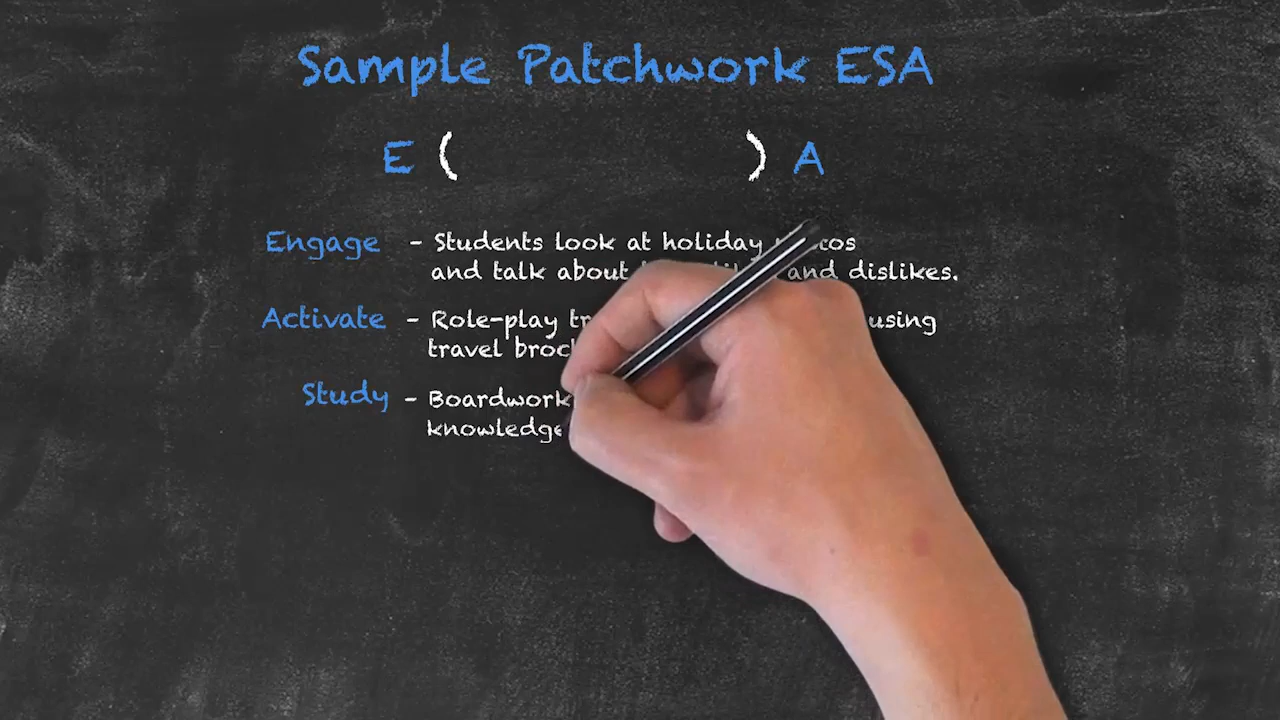 Sample Patchwork ESA
E ( ) A
Engage - Students look at holiday
and talk about and dislikes.
Activate - Role-play using
travel
Study - Boardwork
knowledge